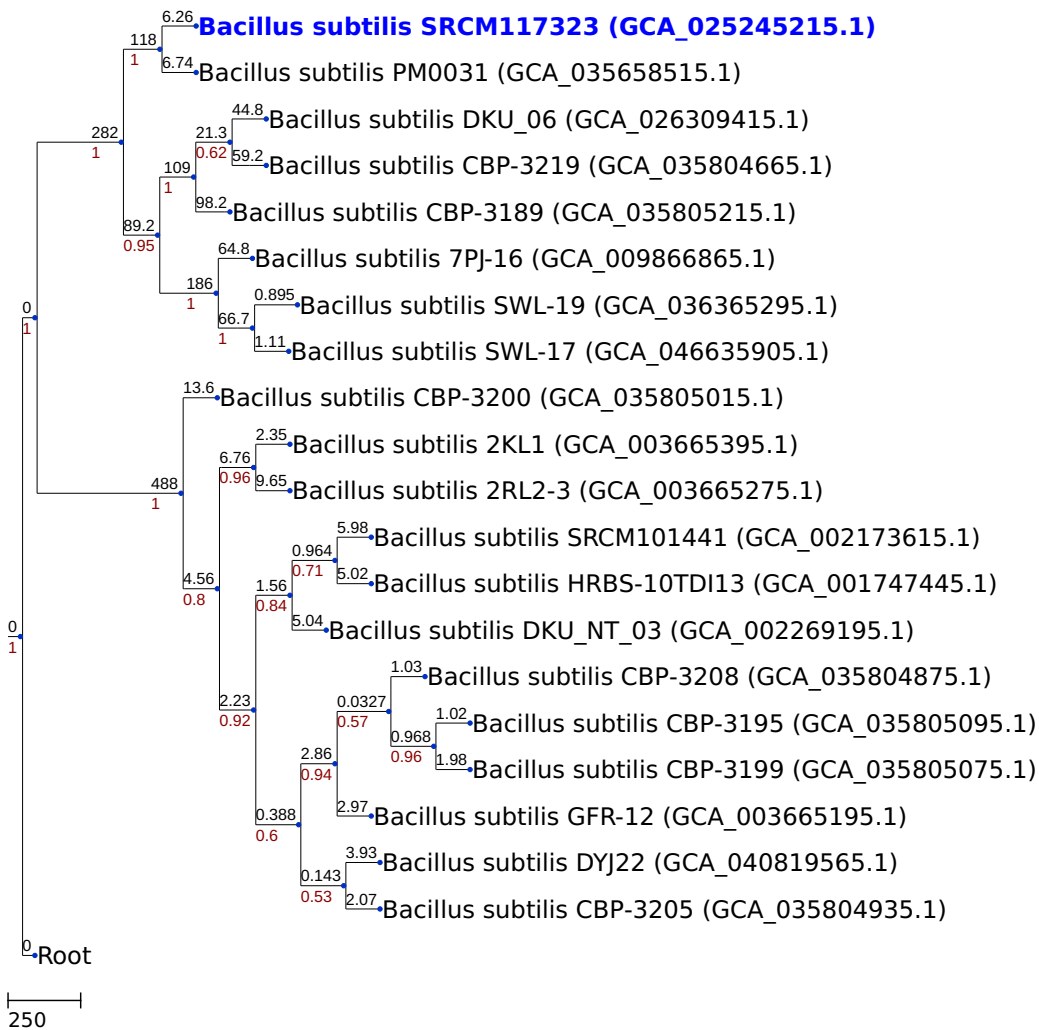 6.26
Bacillus subtilis SRCM117323 (GCA_025245215.1)
118
1
6.74
Bacillus subtilis PM0031 (GCA_035658515.1)
44.8
Bacillus subtilis DKU_06 (GCA_026309415.1)
282
1
21.3
0.62
59.2
Bacillus subtilis CBP-3219 (GCA_035804665.1)
109
1
98.2
Bacillus subtilis CBP-3189 (GCA_035805215.1)
89.2
0.95
64.8
Bacillus subtilis 7PJ-16 (GCA_009866865.1)
186
1
0.895
Bacillus subtilis SWL-19 (GCA_036365295.1)
0
1
66.7
1
1.11
Bacillus subtilis SWL-17 (GCA_046635905.1)
13.6
Bacillus subtilis CBP-3200 (GCA_035805015.1)
2.35
Bacillus subtilis 2KL1 (GCA_003665395.1)
6.76
0.96
488
1
9.65
Bacillus subtilis 2RL2-3 (GCA_003665275.1)
5.98
Bacillus subtilis SRCM101441 (GCA_002173615.1)
0.964
0.71
4.56
0.8
5.02
Bacillus subtilis HRBS-10TDI13 (GCA_001747445.1)
1.56
0.84
0
1
5.04
Bacillus subtilis DKU_NT_03 (GCA_002269195.1)
1.03
Bacillus subtilis CBP-3208 (GCA_035804875.1)
2.23
0.92
0.0327
0.57
1.02
Bacillus subtilis CBP-3195 (GCA_035805095.1)
0.968
0.96
2.86
0.94
1.98
Bacillus subtilis CBP-3199 (GCA_035805075.1)
2.97
Bacillus subtilis GFR-12 (GCA_003665195.1)
0.388
0.6
3.93
Bacillus subtilis DYJ22 (GCA_040819565.1)
0.143
0.53
2.07
Bacillus subtilis CBP-3205 (GCA_035804935.1)
0
Root
250